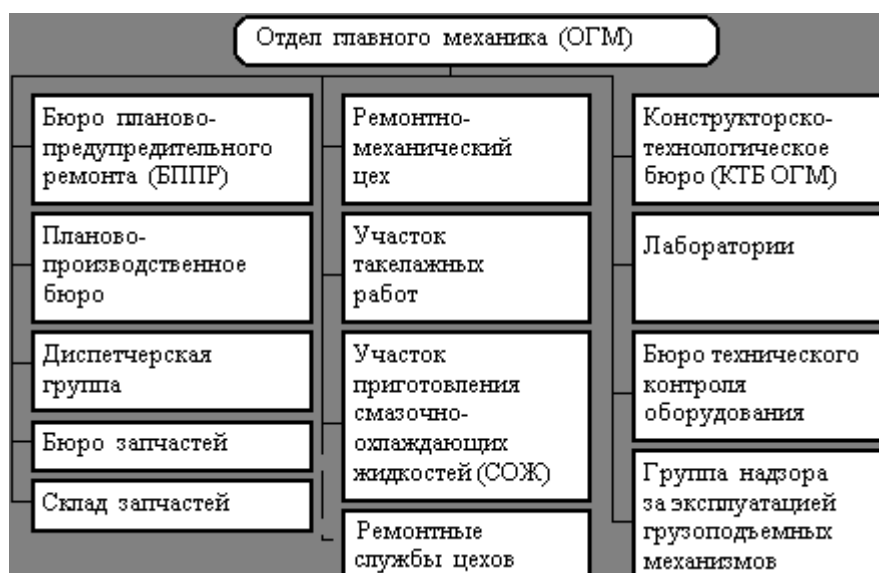 Отдел главного механика (ОГМ)
Бюро планово-
предупредительного
ремонта (БППР)
Планово-
производственное
бюро
Диспетчерская
группа
Бюро запчастей
Склад запчастей
Ремонтно-
механический
цех
Участок
такелажных
работ
Участок
приготовления
смазочно-
охлаждающих
жидкостей (СОЖ)
Ремонтные
службы цехов
Конструкторско-
технологическое
бюро (КТБ ОГМ)
Лаборатории
Бюро технического
контроля
оборудования
Группа надзора
за эксплуатацией
грузоподъемных
механизмов